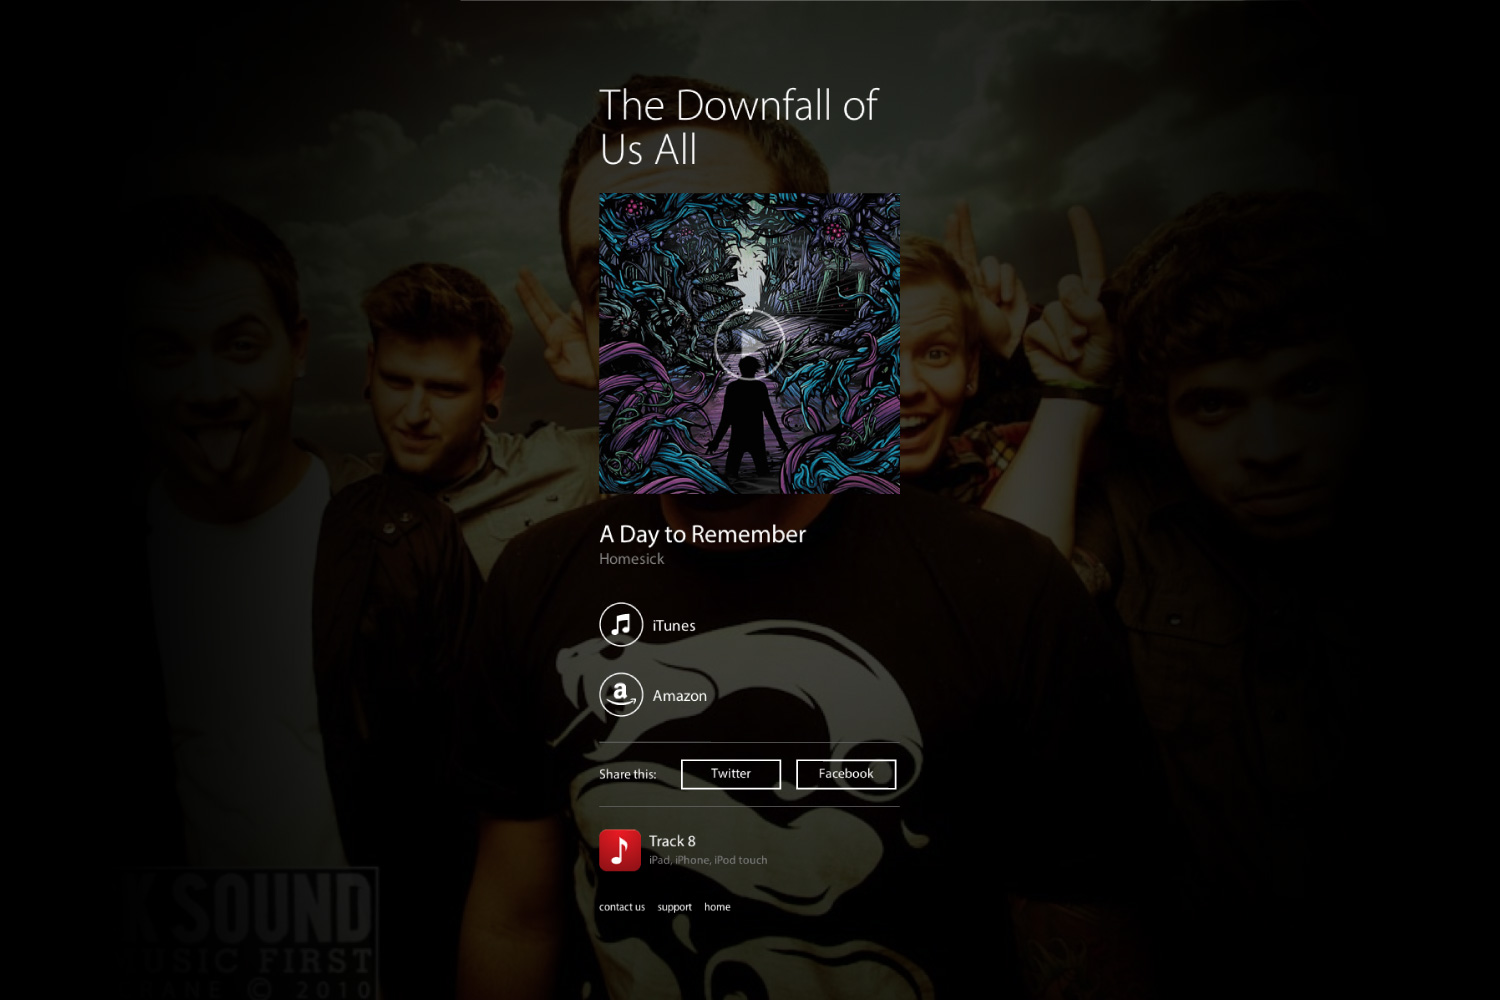 The Downfall of
Us All
A Day to Remember
Homesick
iTunes
a
Amazon
Share this:
Twitter
Facebook
Track 8
iPad, iPhone, iPod touch
contact us
support
home
K SOUND
USIC FIRST
© 2010